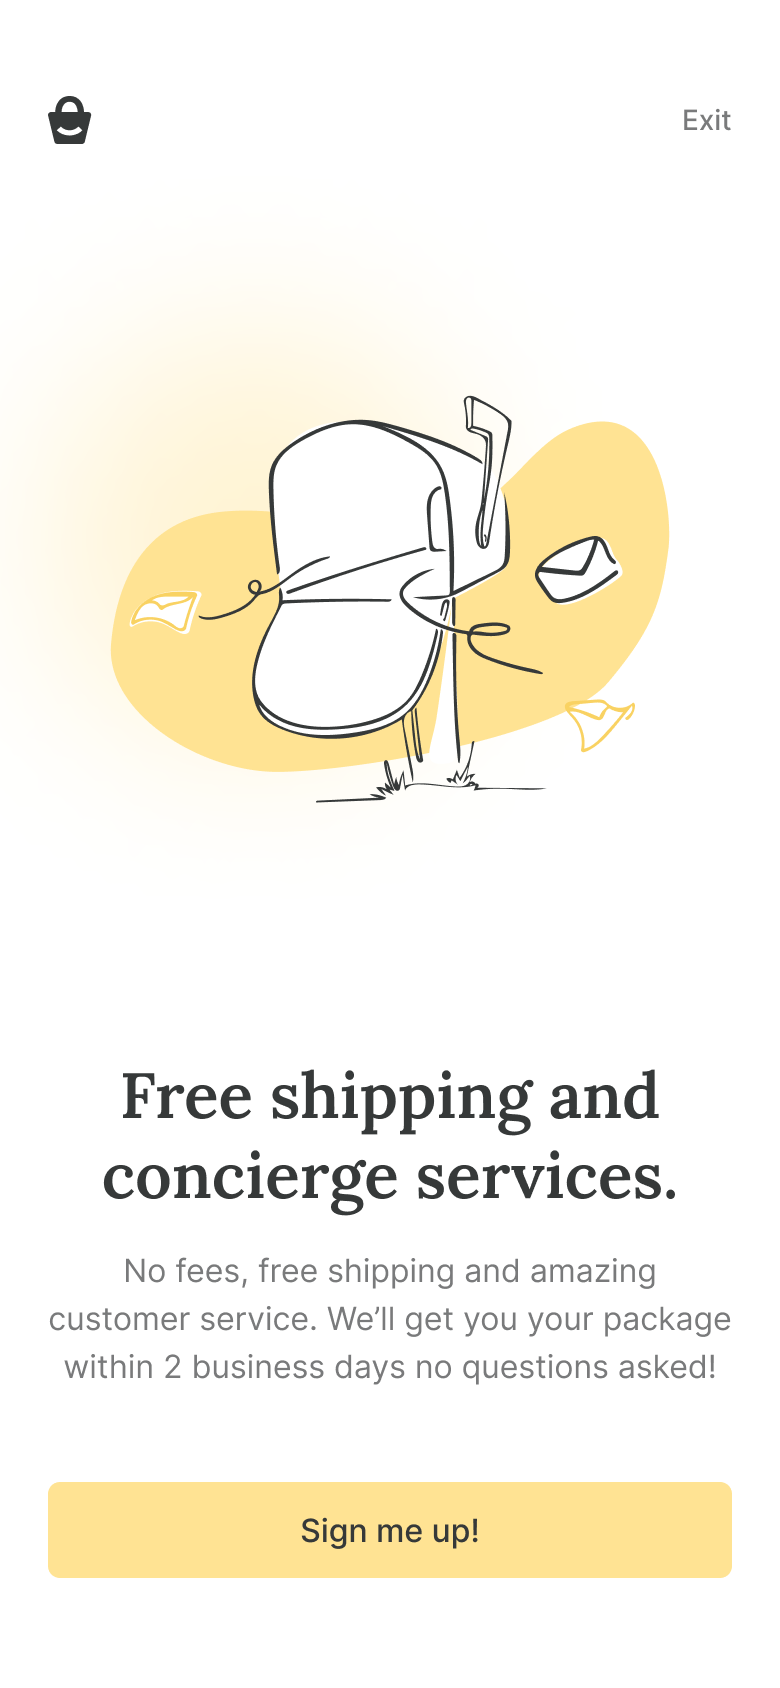 Exit
Free shipping and
concierge services.
No fees, free shipping and amazing
customer service. We’ll get you your package
within 2 business days no questions asked!
Sign me up!